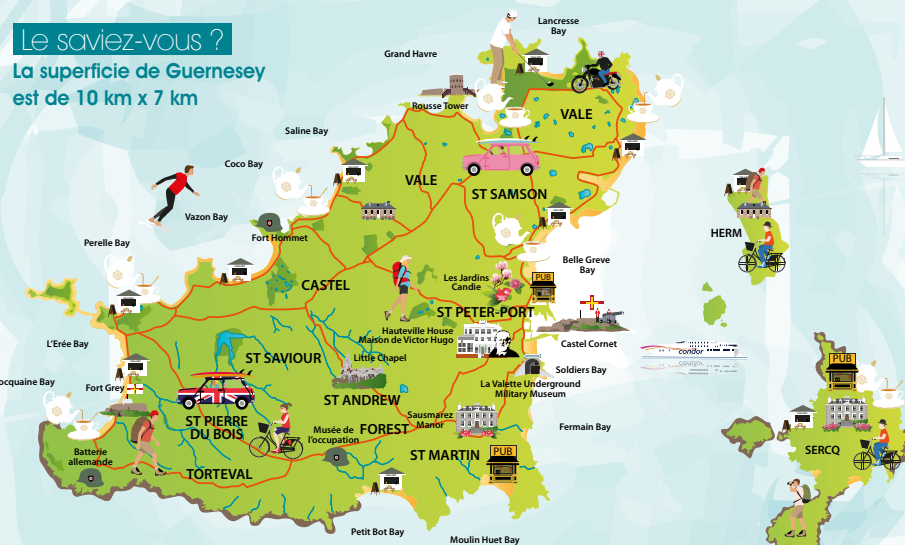 Le saviez-vous ?
La superficie de Guernesey
est de 10 km x 7 km
Lancresse
Bay
Grand Havre
Rousse Tower
VALE
Saline Bay
Coco Bay
VALE
ST SAMSON
Vazon Bay
Fort Hommet
HERM
Perelle Bay
Belle Greve
Bay
Les Jardins
Candie
PUB
CASTEL
ST PETER-PORT
Hauteville House
Maison de Victor Hugo
Castel Cornet
L'Erée Bay
condor
ST SAVIOUR
Little Chapel
PUB
Soldiers Bay
ocquaine Bay
Fort Grey
La Valette Underground
Military Museum
ST ANDREW
Sausmarez
Manor
ST PIERRE
DU BOIS
Musée de
l'occupation
FOREST
Fermain Bay
Batterie
allemande
ST MARTIN
PUB
SERCQ
TORTEVAL
Petit Bot Bay
Moulin Huet Bay